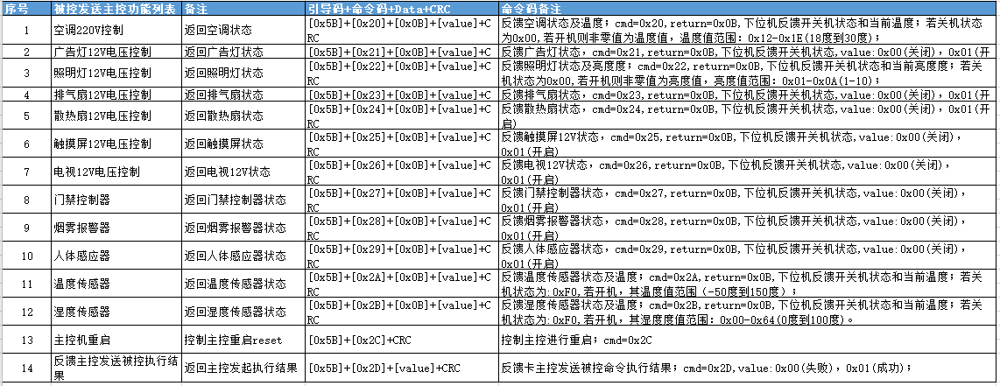 序号 被控发送主控功能列表 备注 引导码+命令码+Data+CRC 命令码备注
1 空调220V控制 返回空调状态 [0x5B]+[0x20]+[0x0B]+[value]+C
RC 反馈空调状态及温度；cmd=0x20,return=0x0B,下位机反馈开关机状态和当前温度；若关机状态
为0x00,若开机则非零值为温度值，温度值范围：0x12-0x1E(18度到30度)；
2 广告灯12V电压控制 返回广告灯状态 [0x5B]+[0x21]+[0x0B]+[value]+C 反馈广告灯状态，cmd=0x21,return=0x0B,下位机反馈开关机状态,value:0x00(关闭)，0x01(开
3 照明灯12V电压控制 返回照明灯状态 [0x5B]+[0x22]+[0x0B]+[value]+C
RC 反馈照明灯状态及亮度度；cmd=0x22,return=0x0B,下位机反馈开关机状态和当前亮度度；若关
机状态为0x00,若开机则非零值为亮度值，亮度值范围：0x01-0x0A(1-10)；
4 排气扇12V电压控制 返回排气扇状态 [0x5B]+[0x23]+[0x0B]+[value]+C 反馈排气扇状态，cmd=0x23,return=0x0B,下位机反馈开关机状态,value:0x00(关闭)，0x01(开
5 散热扇12V电压控制 返回散热扇状态 [0x5B]+[0x24]+[0x0B]+[value]+C
RC 反馈散热扇状态，cmd=0x24,return=0x0B,下位机反馈开关机状态,value:0x00(关闭)，0x01(开
启)
6 触摸屏12V电压控制 返回触摸屏状态 [0x5B]+[0x25]+[0x0B]+[value]+C
RC 反馈触摸屏12V状态，cmd=0x25,return=0x0B,下位机反馈开关机状态,value:0x00(关闭)，
0x01(开启)
7 电视12V电压控制 返回电视12V状态 [0x5B]+[0x26]+[0x0B]+[value]+C
RC 反馈电视12V状态，cmd=0x26,return=0x0B,下位机反馈开关机状态,value:0x00(关闭)，
0x01(开启)
8 门禁控制器 返回门禁控制器状态 [0x5B]+[0x27]+[0x0B]+[value]+C
RC 反馈门禁控制器状态，cmd=0x27,return=0x0B,下位机反馈开关机状态,value:0x00(关闭)，
0x01(开启)
9 烟雾报警器 返回烟雾报警器状态 [0x5B]+[0x28]+[0x0B]+[value]+C
RC 反馈烟雾报警器状态，cmd=0x28,return=0x0B,下位机反馈开关机状态,value:0x00(关闭)，
0x01(开启)
10 人体感应器 返回人体感应器状态 [0x5B]+[0x29]+[0x0B]+[value]+C
RC 反馈人体感应器状态，cmd=0x29,return=0x0B,下位机反馈开关机状态,value:0x00(关闭)，
0x01(开启)
11 温度传感器 返回温度传感器状态 [0x5B]+[0x2A]+[0x0B]+[value]+C
RC 反馈温度传感器状态及温度；cmd=0x2A,return=0x0B,下位机反馈开关机状态和当前温度；若关
机状态为:0xF0,若开机，其温度值范围（-50度到150度）；
12 湿度传感器 返回湿度传感器状态 [0x5B]+[0x2B]+[0x0B]+[value]+C
RC 反馈湿度传感器状态及温度；cmd=0x2B,return=0x0B,下位机反馈开关机状态和当前温度；若关
机状态为:0xF0,若开机，其湿度度值范围：0x00-0x64(0度到100度)。
13 主控机重启 控制主控重启reset [0x5B]+[0x2C]+CRC 控制主控进行重启；cmd=0x2C
14 反馈主控发送被控执行结
果 返回主控发起执行结果 [0x5B]+[0x2D]+[value]+CRC 反馈卡主控发送被控命令执行结果；cmd=0x2D,value:0x00(失败)，0x01(成功)；